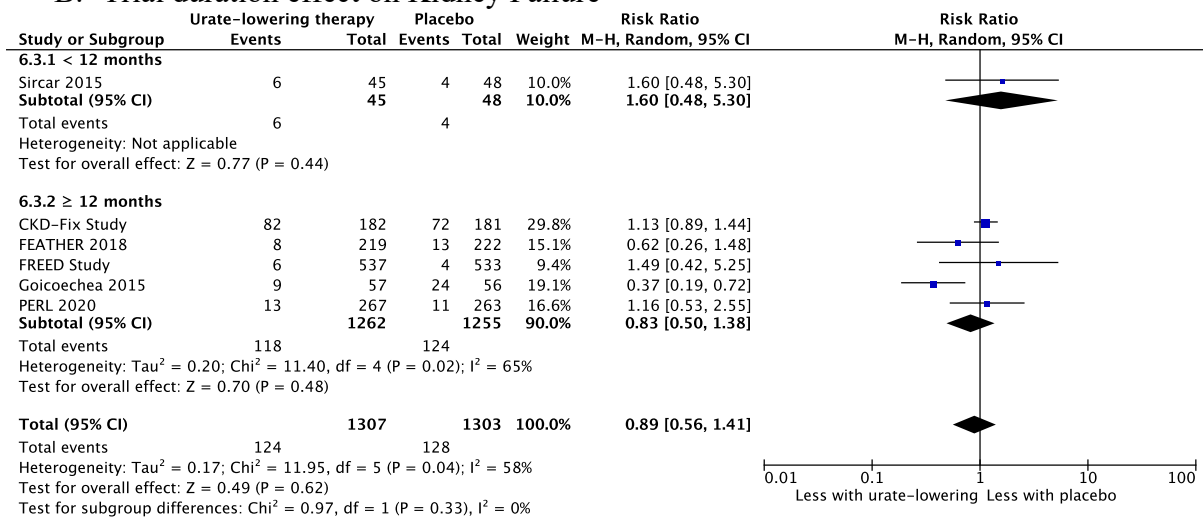 B. Trial duration effect on Kidney Failure
Urate-lowering therapy Placebo Risk Ratio Risk Ratio
Study or Subgroup Events Total Events Total Weight M-H, Random, 95% CI M-H, Random, 95% CI
6.3.1 < 12 months
Sircar 2015 6 45 4 48 10.0% 1.60 [0.48, 5.30]
Subtotal (95% CI) 45 48 10.0% 1.60 [0.48, 5.30]
Total events 6 4
Heterogeneity: Not applicable
Test for overall effect: Z = 0.77 (P = 0.44)
6.3.2 ≥ 12 months
CKD-Fix Study 82 182 72 181 29.8% 1.13 [0.89, 1.44]
FEATHER 2018 8 219 13 222 15.1% 0.62 [0.26, 1.48]
FREED Study 6 537 4 533 9.4% 1.49 [0.42, 5.25]
Goicoechea 2015 9 57 24 56 19.1% 0.37 [0.19, 0.72]
PERL 2020 13 267 11 263 16.6% 1.16 [0.53, 2.55]
Subtotal (95% CI) 1262 1255 90.0% 0.83 [0.50, 1.38]
Total events 118 124
Heterogeneity: Tau² = 0.20; Chi² = 11.40, df = 4 (P = 0.02); I² = 65%
Test for overall effect: Z = 0.70 (P = 0.48)
Total (95% CI) 1307 1303 100.0% 0.89 [0.56, 1.41]
Total events 124 128
Heterogeneity: Tau² = 0.17; Chi² = 11.95, df = 5 (P = 0.04); I² = 58%
Test for overall effect: Z = 0.49 (P = 0.62)
Test for subgroup differences: Chi² = 0.97, df = 1 (P = 0.33), I² = 0%
0.01 0.1 1 10 100
Less with urate-lowering Less with placebo